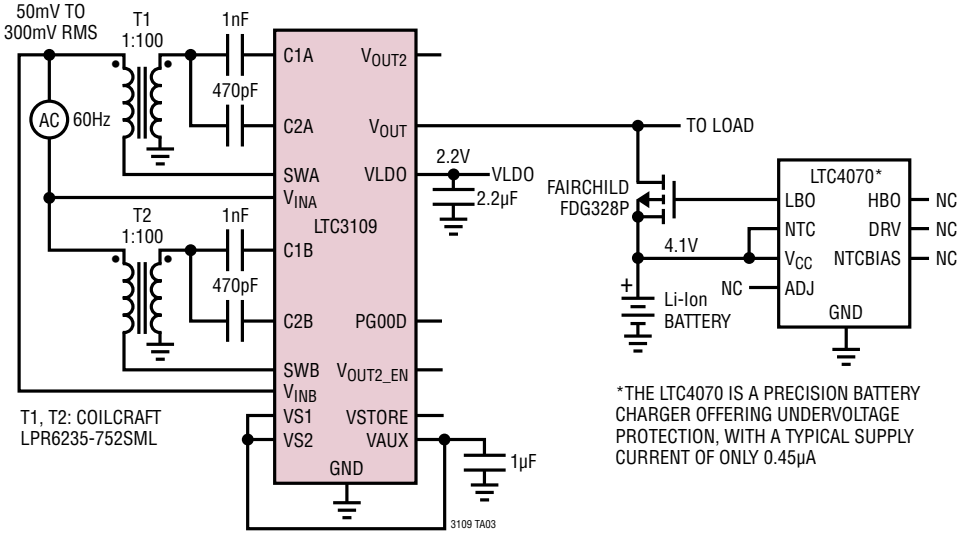 50mV TO
300mV RMS
T1
1:100
1nF
470pF
AC
60Hz
T2
1:100
1nF
470pF
C1A
C2A
SWA
VINA
LTC3109
C1B
C2B
SWB
VINB
VS1
VS2
GND
VOUT2
VOUT
VLDO
PG00D
VOUT2_EN
VSTORE
VAUX
2.2V
VLDO
2.2µF
1µF
TO LOAD
FAIRCHILD
FDG328P
4.1V
+
Li-Ion
BATTERY
NC
LTC4070*
LBO
NTC
VCC
ADJ
HBO
DRV
NTCBIAS
GND
NC
NC
NC
T1, T2: COILCRAFT
LPR6235-752SML
*THE LTC4070 IS A PRECISION BATTERY
CHARGER OFFERING UNDERVOLTAGE
PROTECTION, WITH A TYPICAL SUPPLY
CURRENT OF ONLY 0.45µA
3109 TA03